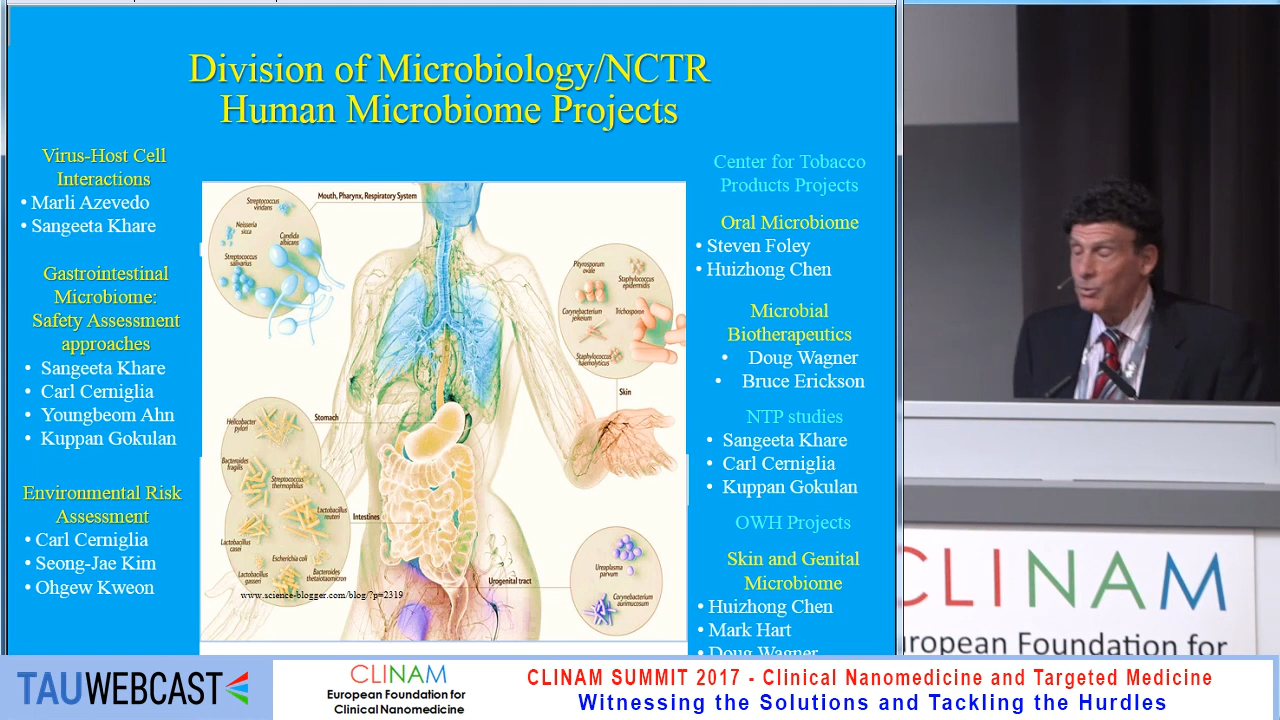 Division of Microbiology/NCTR
Human Microbiome Projects
Virus-Host Cell
Interactions
• Marli Azevedo
• Sangeeta Khare
Gastrointestinal
Microbiome:
Safety Assessment
approaches
• Sangeeta Khare
• Carl Cerniglia
• Youngbeom Ahn
• Kuppan Gokulan
Environmental Risk
Assessment
• Carl Cerniglia
• Seong-Jae Kim
• Ohgew Kweon
Mouth, Pharynx, Respiratory System
Streptococcus
viridans
Neisseria
sicca
Candida
albicans
Streptococcus
salivarius
Pityrosporum
ovale
Staphylococcus
epidermidis
Corynebacterium
jeikeium
Trichosporon
Staphylococcus
haemolyticus
Skin
Stomach
Helicobacter
pylori
Bacteroides
fragilis
Streptococcus
thermophilus
Lactobacillus
reuteri
Intestines
Lactobacillus
casei
Escherichia coli
Lactobacillus
gasseri
Bacteroides
thetaiotaomicron
Urogenital tract
Ureaplasma
parvum
Corynebacterium
aurimucosum
www.science-blogger.com/blog/?p=2319
Center for Tobacco
Products Projects
Oral Microbiome
• Steven Foley
• Huizhong Chen
Microbial
Biotherapeutics
• Doug Wagner
• Bruce Erickson
NTP studies
• Sangeeta Khare
• Carl Cerniglia
• Kuppan Gokulan
OWH Projects
Skin and Genital
Microbiome
• Huizhong Chen
• Mark Hart
• Doug Wagner
CLINAM
uropean Foundation for
TAUWEBCAST
CLINAM
European Foundation for
Clinical Nanomedicine
CLINAM SUMMIT 2017 - Clinical Nanomedicine and Targeted Medicine
Witnessing the Solutions and Tackling the Hurdles